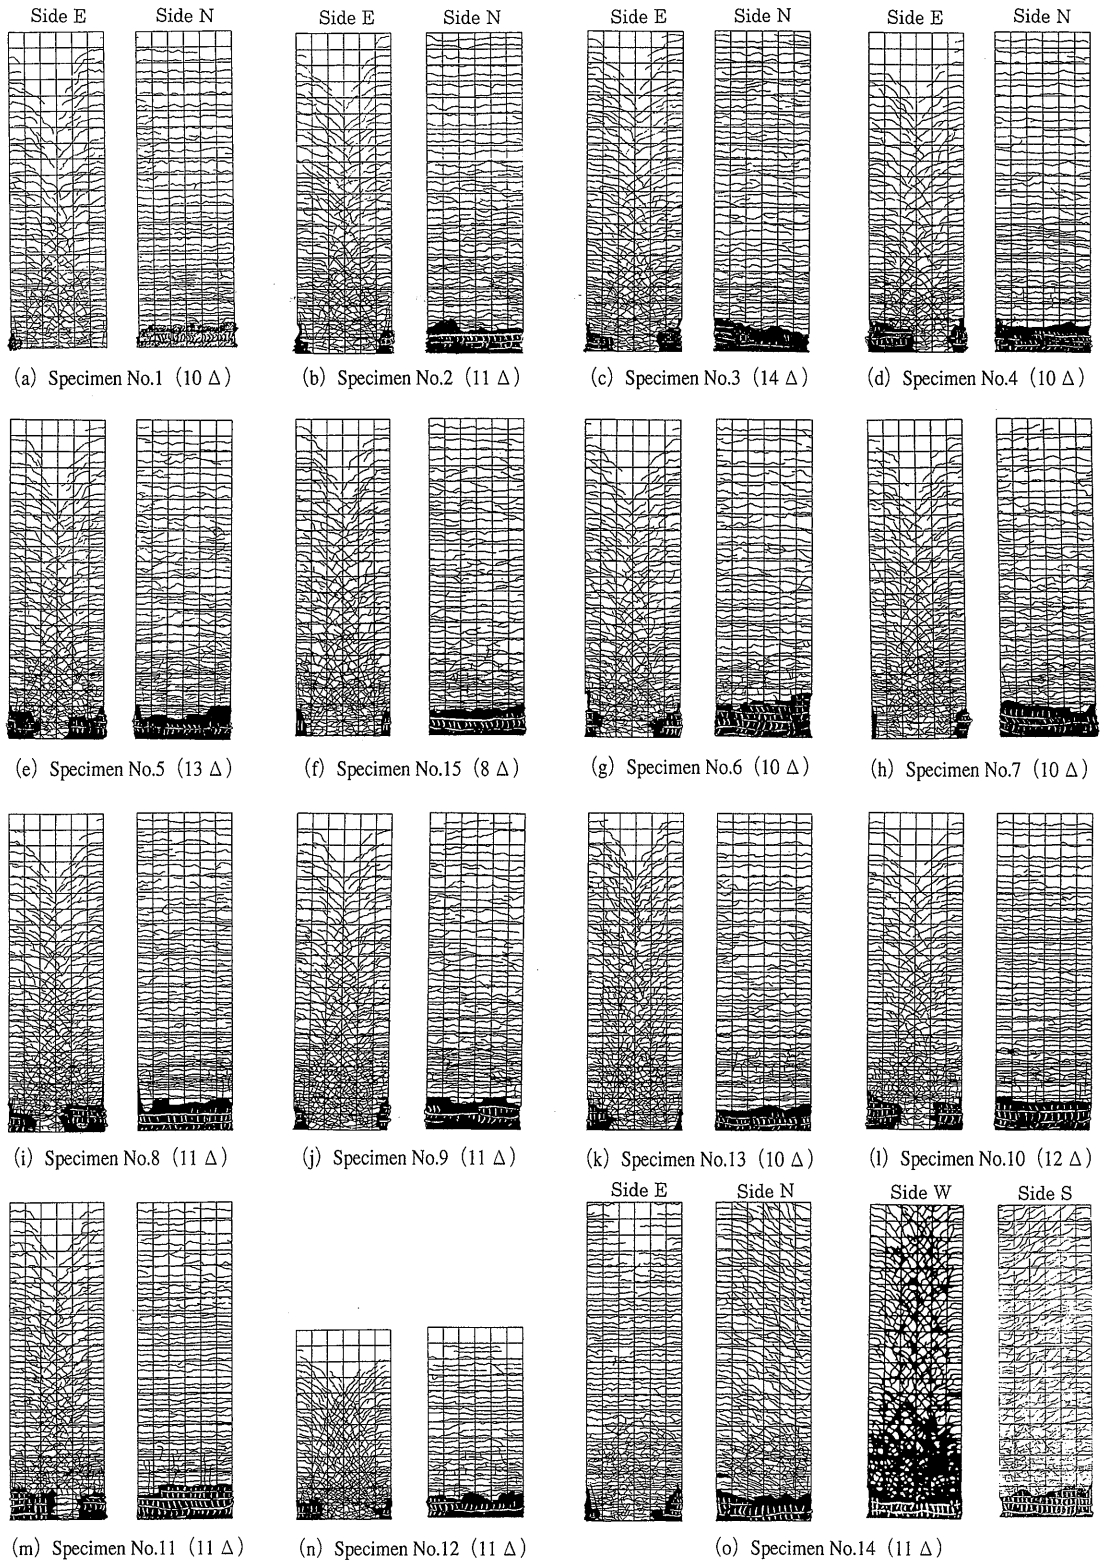 Side E Side N Side E Side N Side E Side N Side E Side N
(a) Specimen No.1 (10 Δ) (b) Specimen No.2 (11 Δ) (c) Specimen No.3 (14 Δ) (d) Specimen No.4 (10 Δ)
(e) Specimen No.5 (13 Δ) (f) Specimen No.15 (8 Δ) (g) Specimen No.6 (10 Δ) (h) Specimen No.7 (10 Δ)
(i) Specimen No.8 (11 Δ) (j) Specimen No.9 (11 Δ) (k) Specimen No.13 (10 Δ) (l) Specimen No.10 (12 Δ)
Side E Side N Side W Side S
(m) Specimen No.11 (11 Δ) (n) Specimen No.12 (11 Δ) (o) Specimen No.14 (11 Δ)